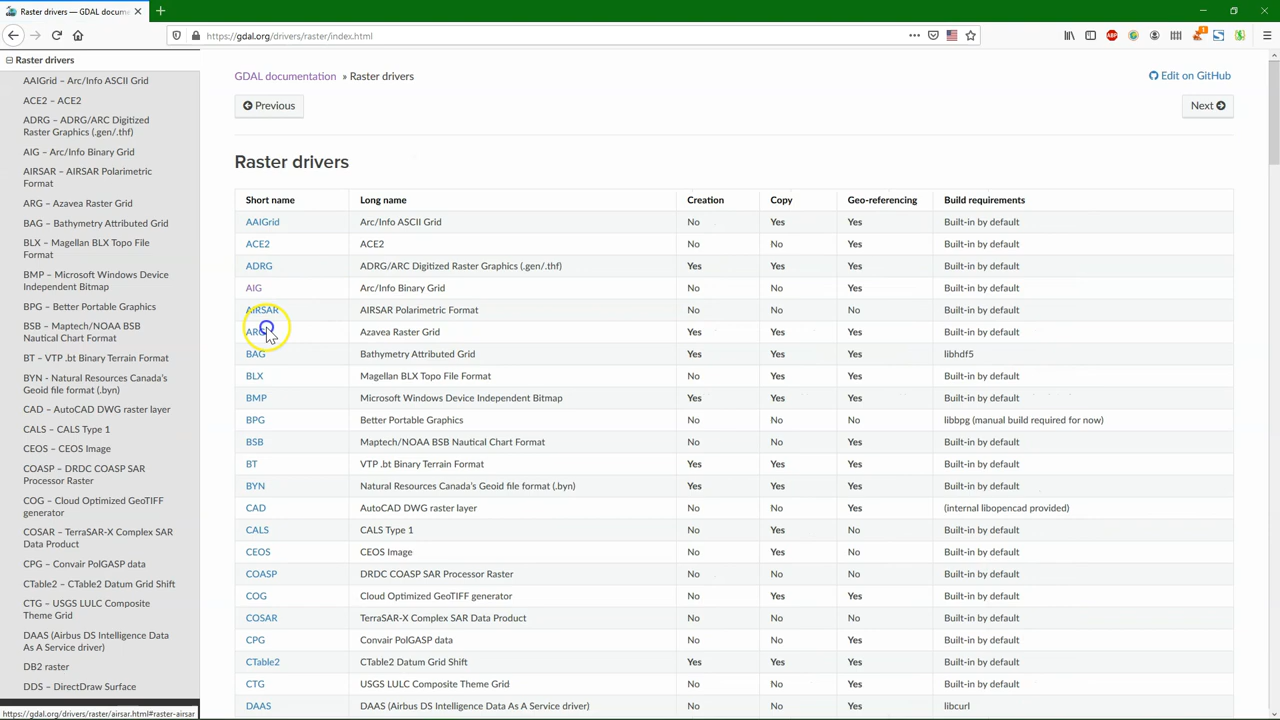 Raster drivers — GDAL docume
https://gdal.org/drivers/raster/index.html
Raster drivers
AAIGrid – Arc/Info ASCII Grid
ACE2 – ACE2
ADRG – ADRG/ARC Digitized
Raster Graphics (.gen/.thf)
AIG – Arc/Info Binary Grid
AIRSAR – AIRSAR Polarimetric
Format
ARG – Azavea Raster Grid
BAG – Bathymetry Attributed Grid
BLX – Magellan BLX Topo File
Format
BMP – Microsoft Windows Device
Independent Bitmap
BPG – Better Portable Graphics
BSB – Maptech/NOAA BSB
Nautical Chart Format
BT – VTP .bt Binary Terrain Format
BYN - Natural Resources Canada's
Geoid file format (.byn)
CAD – AutoCAD DWG raster layer
CALS – CALS Type 1
CEOS – CEOS Image
COASP – DRDC COASP SAR
Processor Raster
COG – Cloud Optimized GeoTIFF
generator
COSAR – TerraSAR-X Complex SAR
Data Product
CPG – Convair PolGASP data
CTable2 – CTable2 Datum Grid Shift
CTG – USGS LULC Composite
Theme Grid
DAAS (Airbus DS Intelligence Data
As A Service driver)
DB2 raster
DDS – DirectDraw Surface
https://gdal.org/drivers/raster/airsar.html#raster-airsar
GDAL documentation » Raster drivers
Edit on GitHub
Previous
Next
Raster drivers
Short name Long name Creation Copy Geo-referencing Build requirements
AAIGrid Arc/Info ASCII Grid No Yes Yes Built-in by default
ACE2 ACE2 No No Yes Built-in by default
ADRG ADRG/ARC Digitized Raster Graphics (.gen/.thf) Yes Yes Yes Built-in by default
AIG Arc/Info Binary Grid No No Yes Built-in by default
AIRSAR AIRSAR Polarimetric Format No No No Built-in by default
ARG Azavea Raster Grid Yes Yes Yes Built-in by default
BAG Bathymetry Attributed Grid Yes Yes Yes libhdf5
BLX Magellan BLX Topo File Format No Yes Yes Built-in by default
BMP Microsoft Windows Device Independent Bitmap Yes Yes Yes Built-in by default
BPG Better Portable Graphics No No No libbpg (manual build required for now)
BSB Maptech/NOAA BSB Nautical Chart Format No No Yes Built-in by default
BT VTP .bt Binary Terrain Format Yes Yes Yes Built-in by default
BYN Natural Resources Canada's Geoid file format (.byn) Yes Yes Yes Built-in by default
CAD AutoCAD DWG raster layer No No Yes (internal libopencad provided)
CALS CALS Type 1 No Yes No Built-in by default
CEOS CEOS Image No Yes No Built-in by default
COASP DRDC COASP SAR Processor Raster No No No Built-in by default
COG Cloud Optimized GeoTIFF generator No Yes Yes Built-in by default
COSAR TerraSAR-X Complex SAR Data Product No No No Built-in by default
CPG Convair PolGASP data No No Yes Built-in by default
CTable2 CTable2 Datum Grid Shift Yes Yes Yes Built-in by default
CTG USGS LULC Composite Theme Grid No No Yes Built-in by default
DAAS DAAS (Airbus DS Intelligence Data As A Service driver) No No Yes libcurl